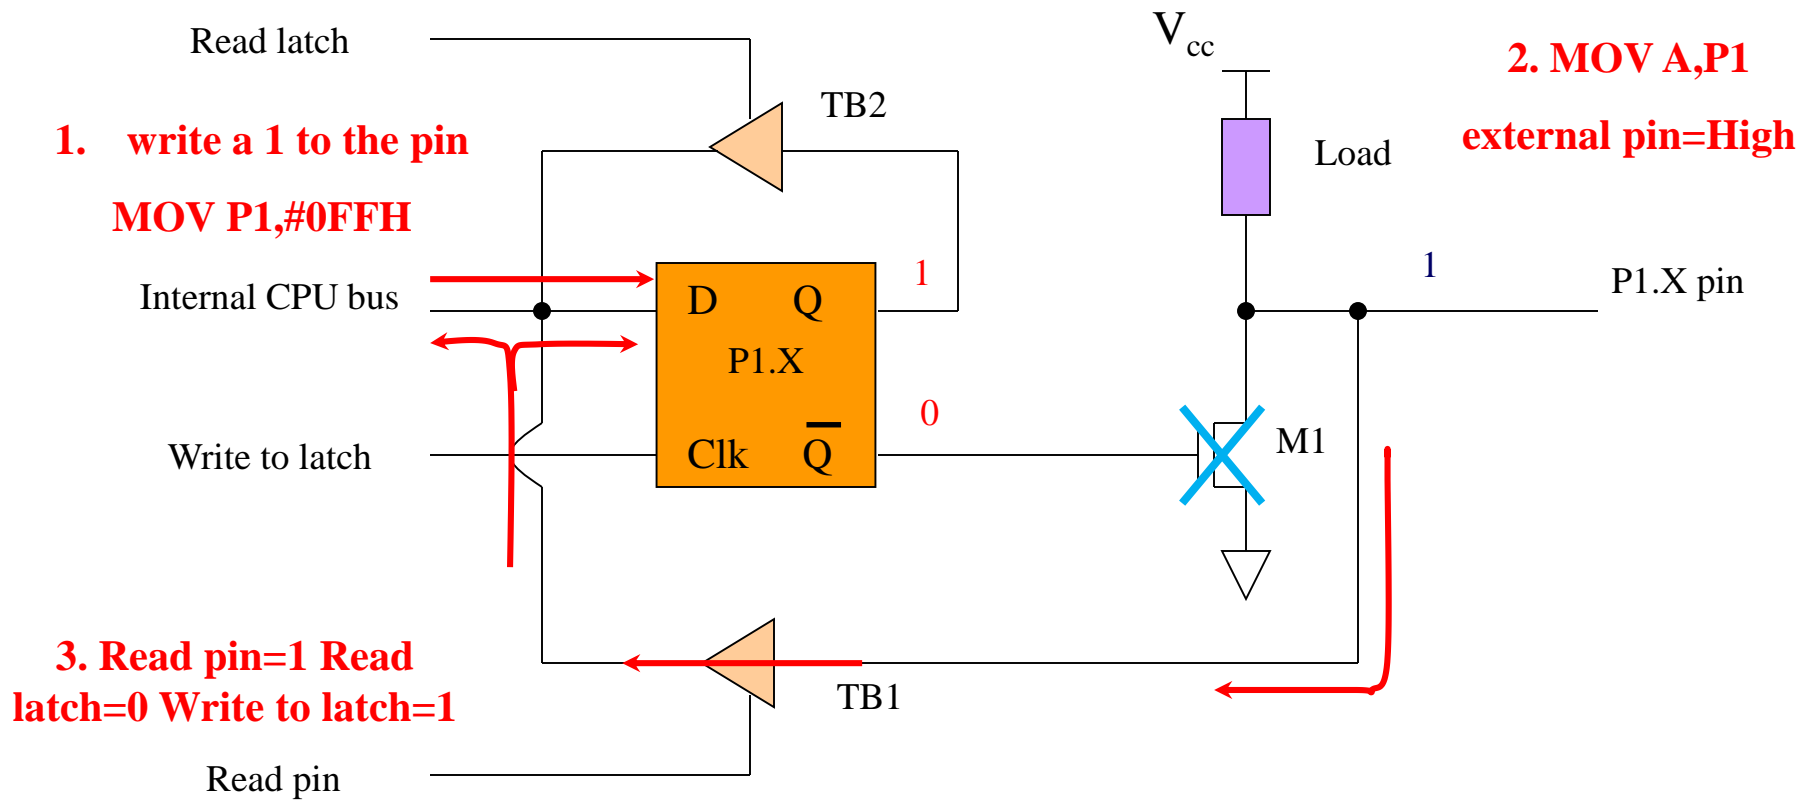 Read latch
Vcc
2. MOV A,P1
TB2
1. write a 1 to the pin
external pin=High
Load
MOV P1,#0FFH
1
1
P1.X pin
Internal CPU bus
D Q
P1.X
0
M1
Write to latch
Clk Q̅
3. Read pin=1 Read
latch=0 Write to latch=1
TB1
Read pin